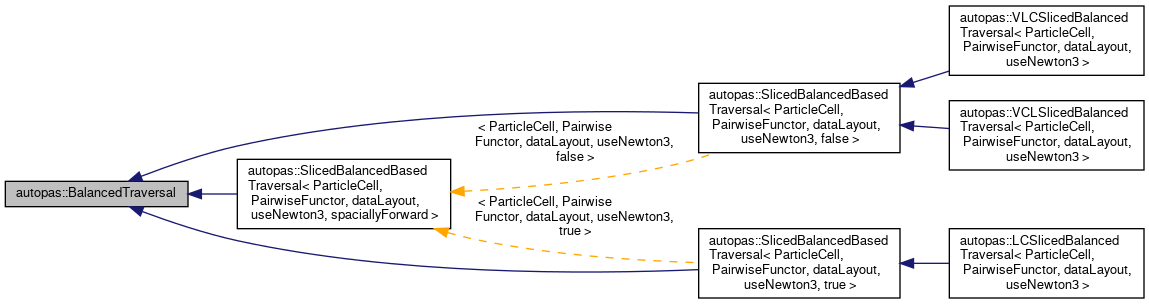 autopas::BalancedTraversal
autopas::SlicedBalancedBased
Traversal< ParticleCell,
PairwiseFunctor, dataLayout,
useNewton3, spaciallyForward >
< ParticleCell, Pairwise
Functor, dataLayout, useNewton3,
false >
< ParticleCell, Pairwise
Functor, dataLayout, useNewton3,
true >
autopas::SlicedBalancedBased
Traversal< ParticleCell,
PairwiseFunctor, dataLayout,
useNewton3, false >
autopas::SlicedBalancedBased
Traversal< ParticleCell,
PairwiseFunctor, dataLayout,
useNewton3, true >
autopas::VLCSlicedBalanced
Traversal< ParticleCell,
PairwiseFunctor, dataLayout,
useNewton3 >
autopas::VCLSlicedBalanced
Traversal< ParticleCell,
PairwiseFunctor, dataLayout,
useNewton3 >
autopas::LCSlicedBalanced
Traversal< ParticleCell,
PairwiseFunctor, dataLayout,
useNewton3 >